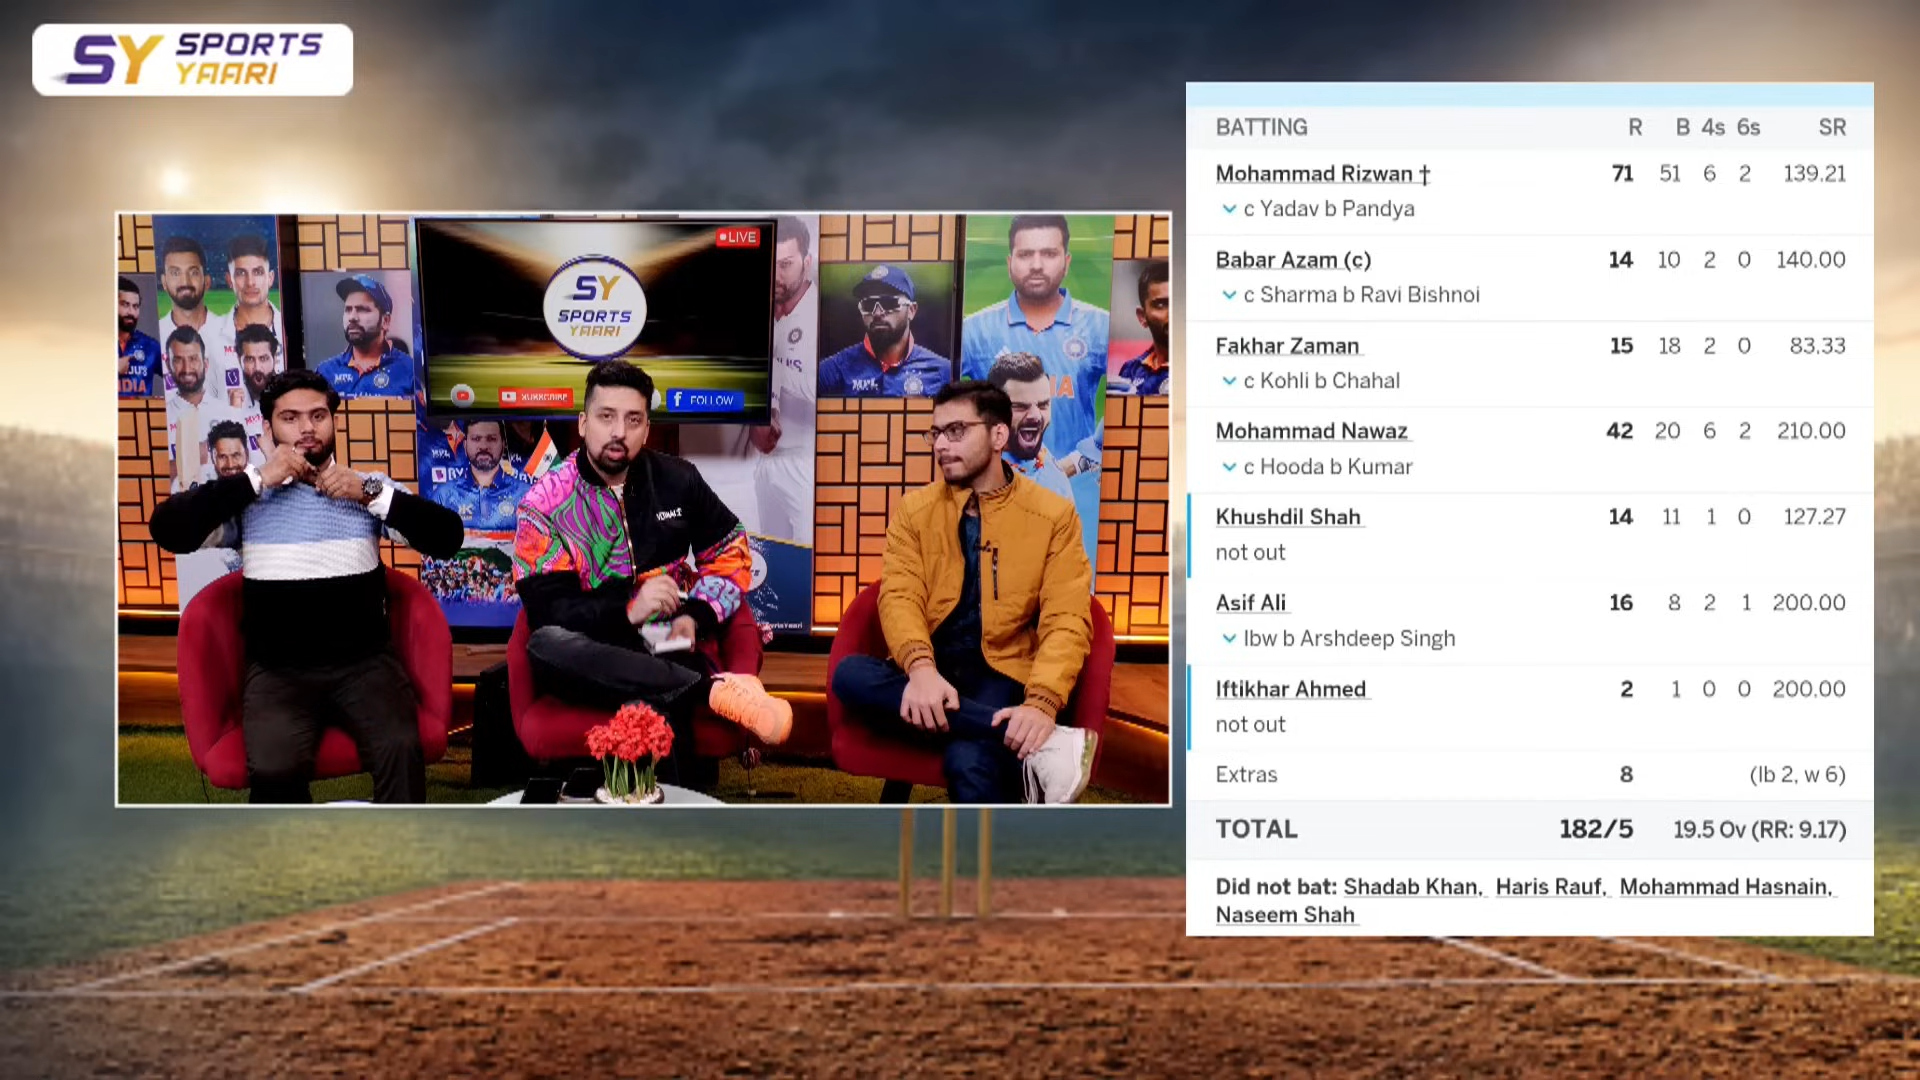 SY SPORTS
YAARI
LIVE
SY
SPORTS
YAARI
SUBSCRIBE
f FOLLOW
BATTING R B 4s 6s SR
Mohammad Rizwan † 71 51 6 2 139.21
c Yadav b Pandya
Babar Azam (c) 14 10 2 0 140.00
c Sharma b Ravi Bishnoi
Fakhar Zaman 15 18 2 0 83.33
c Kohli b Chahal
Mohammad Nawaz 42 20 6 2 210.00
c Hooda b Kumar
Khushdil Shah 14 11 1 0 127.27
not out
Asif Ali 16 8 2 1 200.00
lbw b Arshdeep Singh
Iftikhar Ahmed 2 1 0 0 200.00
not out
Extras 8 (lb 2, w 6)
TOTAL 182/5 19.5 Ov (RR: 9.17)
Did not bat: Shadab Khan, Haris Rauf, Mohammad Hasnain,
Naseem Shah